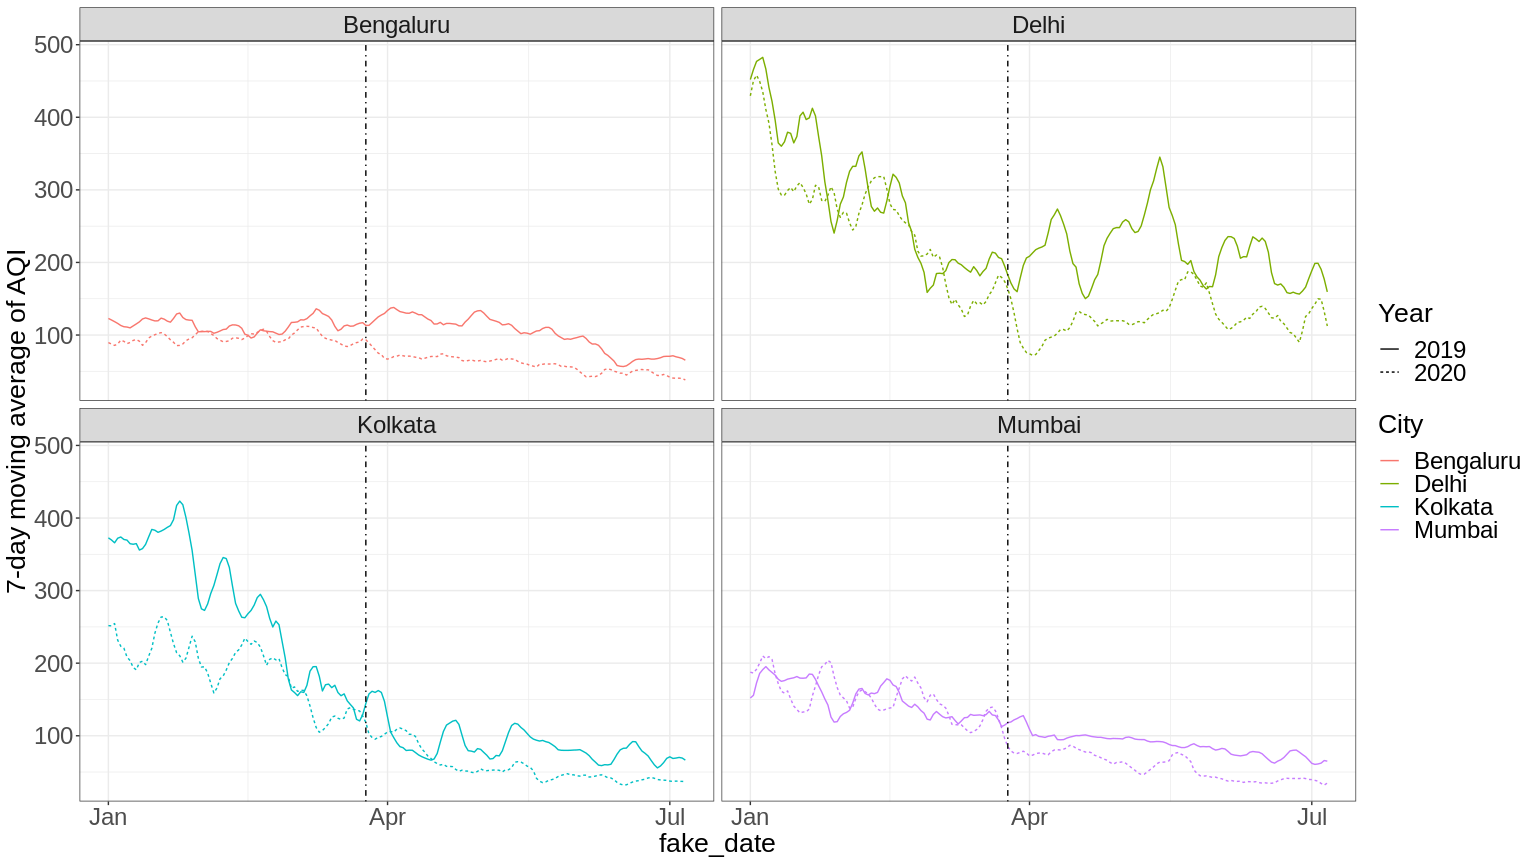 Bengaluru
Delhi
500
400
300
200
100
Kolkata
Mumbai
500
400
300
200
100
Jan
Apr
Jul
Jan
Apr
Jul
fake_date
7-day moving average of AQI
Year
2019
2020
City
Bengaluru
Delhi
Kolkata
Mumbai